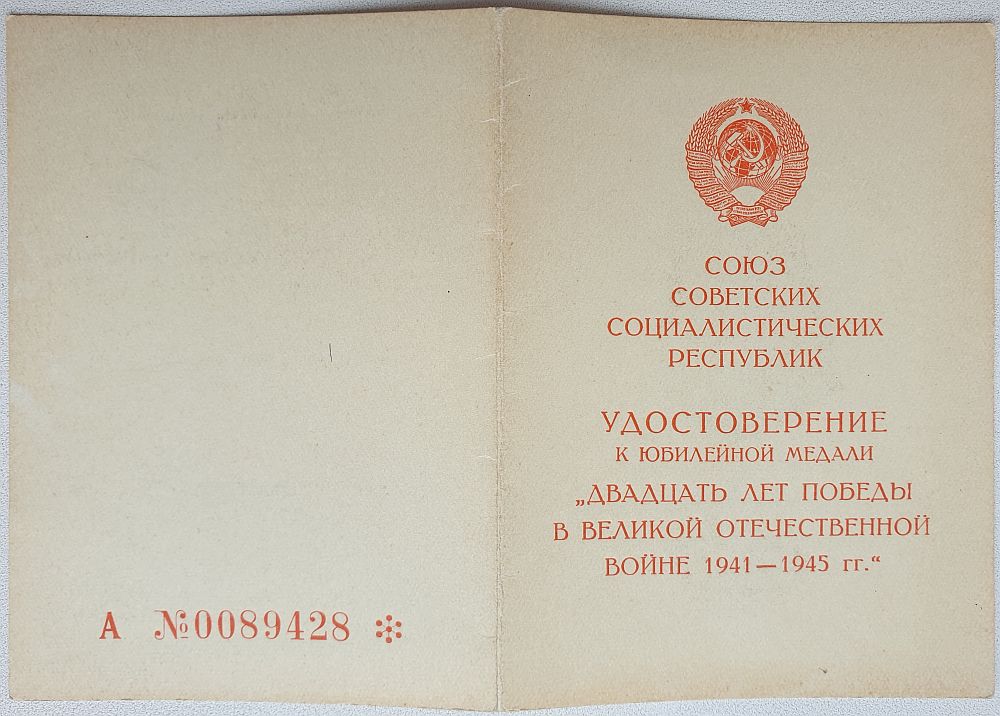 СОЮЗ
СОВЕТСКИХ
СОЦИАЛИСТИЧЕСКИХ
РЕСПУБЛИК
УДОСТОВЕРЕНИЕ
К ЮБИЛЕЙНОЙ МЕДАЛИ
„ДВАДЦАТЬ ЛЕТ ПОБЕДЫ
В ВЕЛИКОЙ ОТЕЧЕСТВЕННОЙ
ВОЙНЕ 1941—1945 гг.“
А №0089428